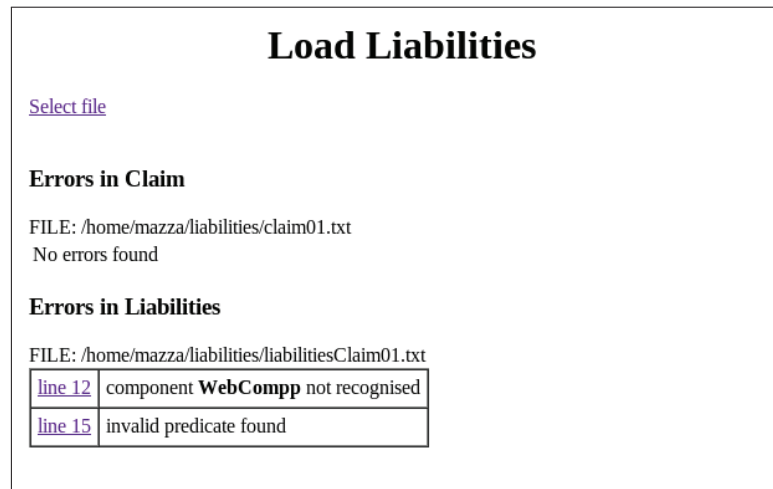 Load Liabilities
Select file
Errors in Claim
FILE: /home/mazza/liabilities/claim01.txt
No errors found
Errors in Liabilities
FILE: /home/mazza/liabilities/liabilitiesClaim01.txt
line 12 component WebCompp not recognised
line 15 invalid predicate found